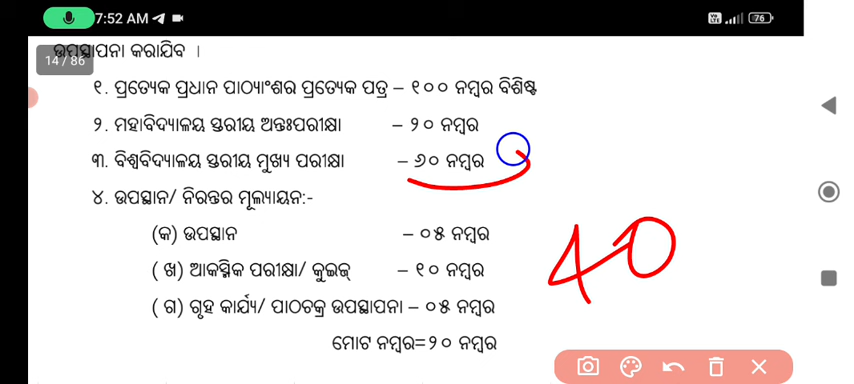 7:52 AM
76
ଉପସ୍ଥାପନା କରାଯିବ ।
14 / 86
୧. ପ୍ରତ୍ୟେକ ପ୍ରଧାନ ପାଠ୍ୟାଂଶର ପ୍ରତ୍ୟେକ ପତ୍ର – ୧୦୦ ନମ୍ବର ବିଶିଷ୍ଟ
୨. ମହାବିଦ୍ୟାଳୟ ସ୍ତରୀୟ ଅନ୍ତଃପରୀକ୍ଷା – ୨୦ ନମ୍ବର
୩. ବିଶ୍ୱବିଦ୍ୟାଳୟ ସ୍ତରୀୟ ମୁଖ୍ୟ ପରୀକ୍ଷା – ୬୦ ନମ୍ବର
୪. ଉପସ୍ଥାନ/ ନିରନ୍ତର ମୂଲ୍ୟାୟନ:-
(କ) ଉପସ୍ଥାନ – ୦୫ ନମ୍ବର
( ଖ) ଆକସ୍ମିକ ପରୀକ୍ଷା/ କୁଇଜ୍ – ୧୦ ନମ୍ବର
( ଗ) ଗୃହ କାର୍ଯ୍ୟ/ ପାଠଚକ୍ର ଉପସ୍ଥାପନା – ୦୫ ନମ୍ବର
ମୋଟ ନମ୍ବର=୨୦ ନମ୍ବର
40